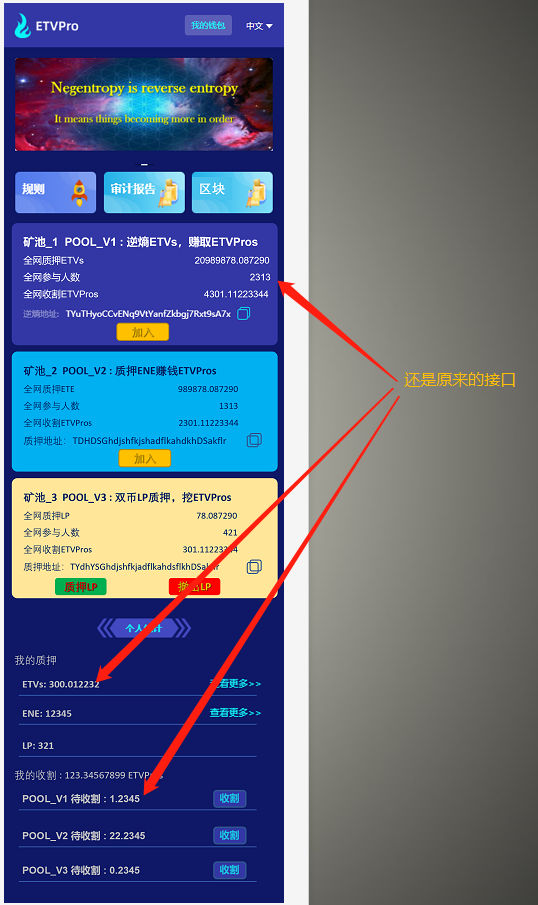 ETVPro
我的钱包
中文
Negentropy is reverse entropy
It means things becoming more in order
规则
审计报告
区块
矿池_1 POOL_V1 : 逆熵ETVs，赚取ETVPros
全网质押ETVs 20989878.087290
全网参与人数 2313
全网收割ETVPros 4301.11223344
逆熵地址: TYuTHyoCCvENq9VtYanfZkbgj7Rxt9sA7x
加入
还是原来的接口
矿池_2 POOL_V2 : 质押ENE赚钱ETVPros
全网质押ETE 989878.087290
全网参与人数 1313
全网收割ETVPros 2301.11223344
质押地址: TDHDSGhdjshfkjshadflkahdkhDSakflr
加入
矿池_3 POOL_V3 : 双币LP质押，挖ETVPros
全网质押LP 78.087290
全网参与人数 421
全网收割ETVPros 301.11223344
质押地址: TYdhYSGhdjshfkjadflkahdsflkhDSaklr
质押LP
LP
个人统计
我的质押
ETVs: 300.012232 查看更多>>
ENE: 12345 查看更多>>
LP: 321
我的收割 : 123.34567899 ETVPros
POOL_V1 待收割 : 1.2345 收割
POOL_V2 待收割 : 22.2345 收割
POOL_V3 待收割 : 0.2345 收割